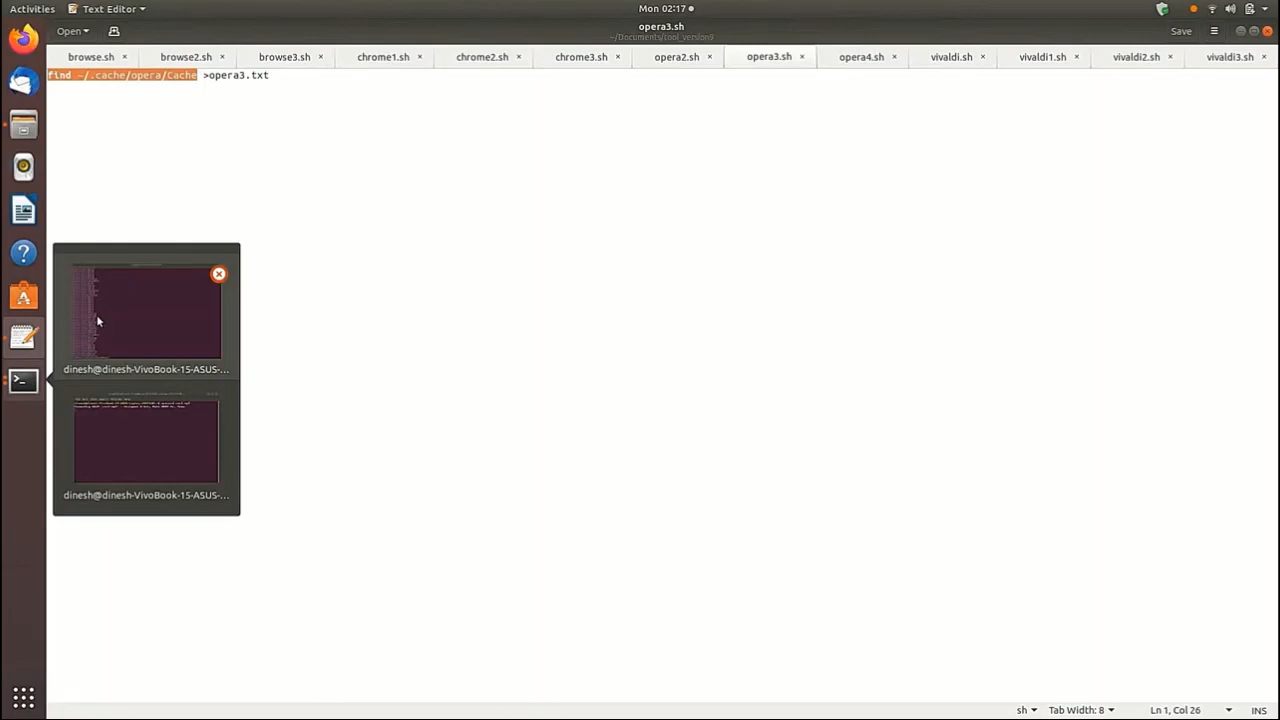 Activities
Text Editor
Mon 02:17
Open
opera3.sh
~/Documents/cool_version9
Save
browse.sh
browse2.sh
browse3.sh
chrome1.sh
chrome2.sh
chrome3.sh
opera2.sh
opera3.sh
opera4.sh
vivaldi.sh
vivaldi1.sh
vivaldi2.sh
vivaldi3.sh
find ~/.cache/opera/Cache >opera3.txt
dinesh@dinesh-VivoBook-15-ASUS-...
dinesh@dinesh-VivoBook-15-ASUS-...
sh
Tab Width: 8
Ln 1, Col 26
INS